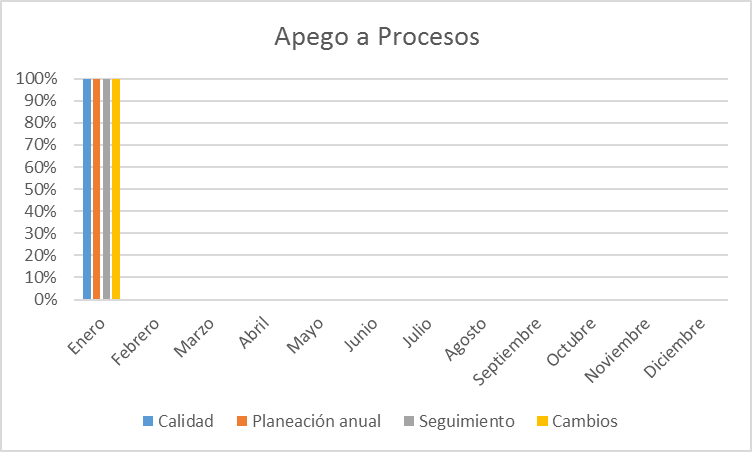 Apego a Procesos
100%
90%
80%
70%
60%
50%
40%
30%
20%
10%
0%
Enero
Febrero
Marzo
Abril
Mayo
Junio
Julio
Agosto
Septiembre
Octubre
Noviembre
Diciembre
Calidad Planeación anual Seguimiento Cambios